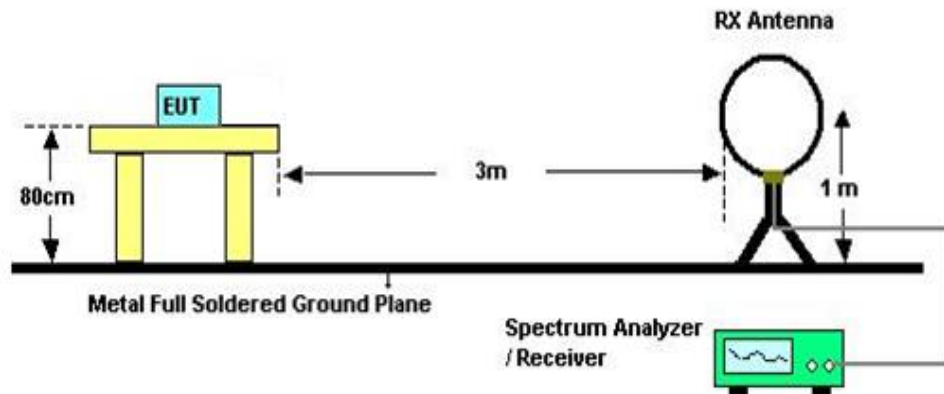 RX Antenna
EUT
80cm
3m
1 m
Metal Full Soldered Ground Plane
Spectrum Analyzer
/ Receiver